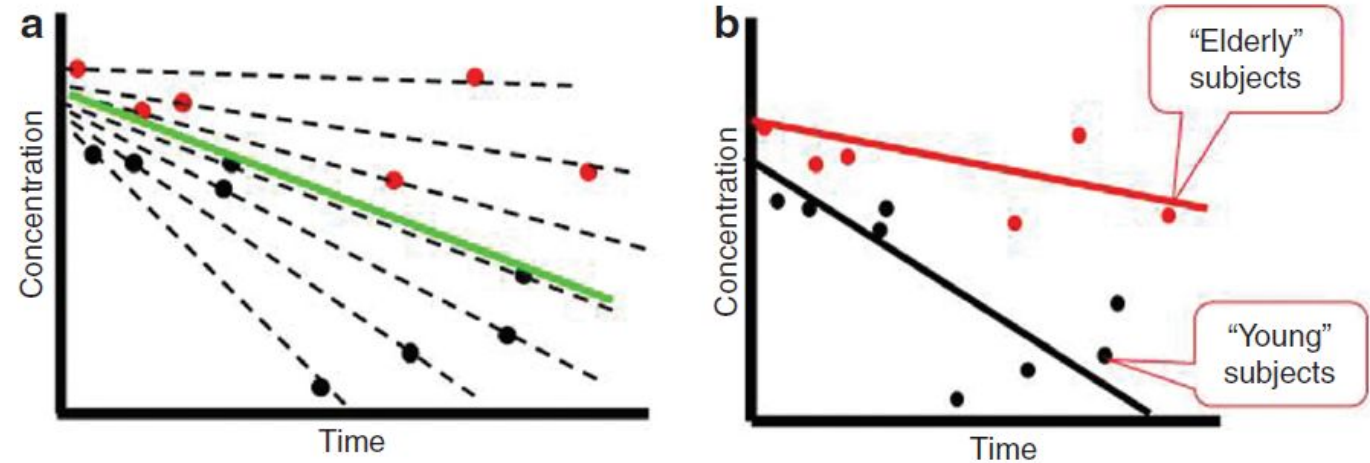 a
Concentration
Time
b
Concentration
Time
“Elderly”
subjects
“Young”
subjects